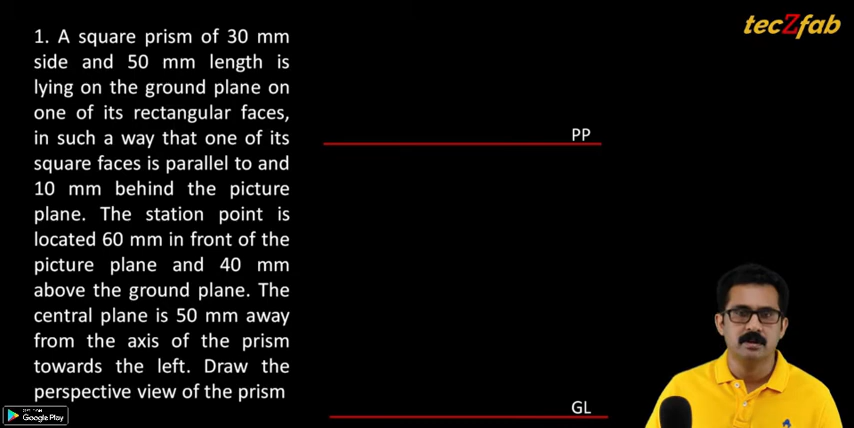 tecZfab
1. A square prism of 30 mm
side and 50 mm length is
lying on the ground plane on
one of its rectangular faces,
in such a way that one of its
square faces is parallel to and
10 mm behind the picture
plane. The station point is
located 60 mm in front of the
picture plane and 40 mm
above the ground plane. The
central plane is 50 mm away
from the axis of the prism
towards the left. Draw the
perspective view of the prism
PP
GL
Google Play